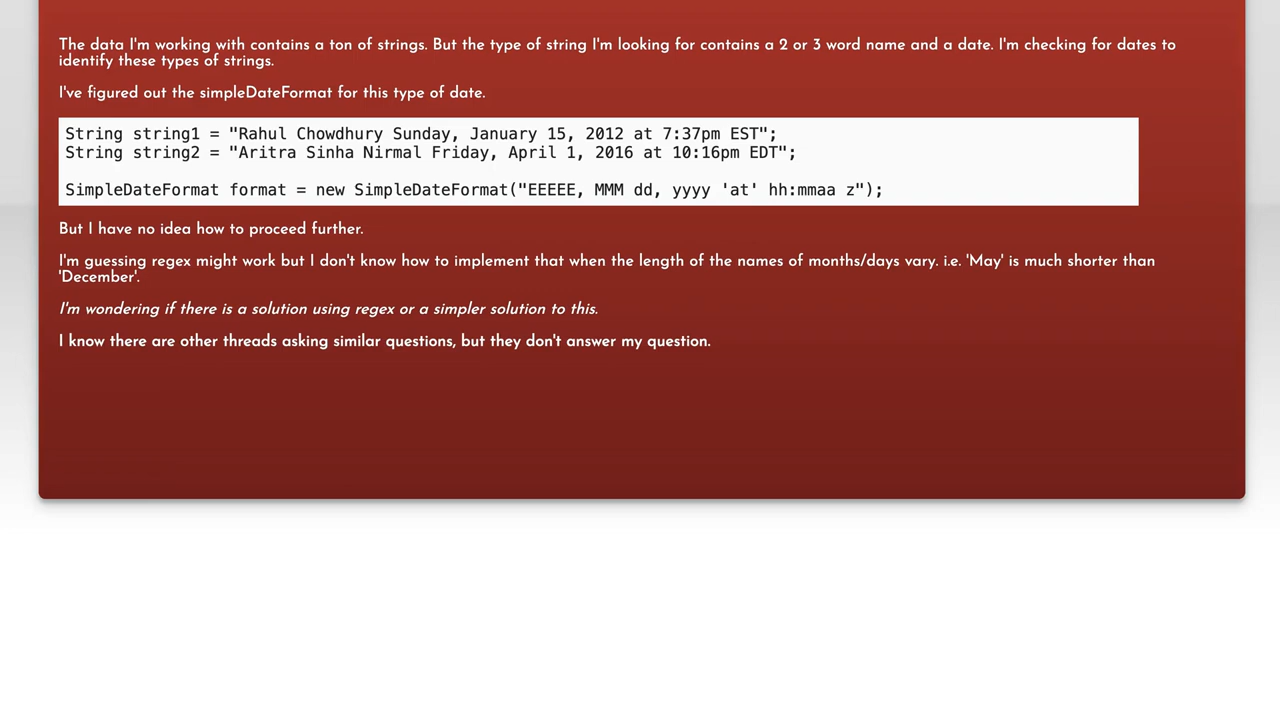 The data I'm working with contains a ton of strings. But the type of string I'm looking for contains a 2 or 3 word name and a date. I'm checking for dates to
identify these types of strings.
I've figured out the simpleDateFormat for this type of date.
String string1 = "Rahul Chowdhury Sunday, January 15, 2012 at 7:37pm EST";
String string2 = "Aritra Sinha Nirmal Friday, April 1, 2016 at 10:16pm EDT";
SimpleDateFormat format = new SimpleDateFormat("EEEEE, MMM dd, yyyy 'at' hh:mmaa z");
But I have no idea how to proceed further.
I'm guessing regex might work but I don't know how to implement that when the length of the names of months/days vary. i.e. 'May' is much shorter than
'December'.
I'm wondering if there is a solution using regex or a simpler solution to this.
I know there are other threads asking similar questions, but they don't answer my question.